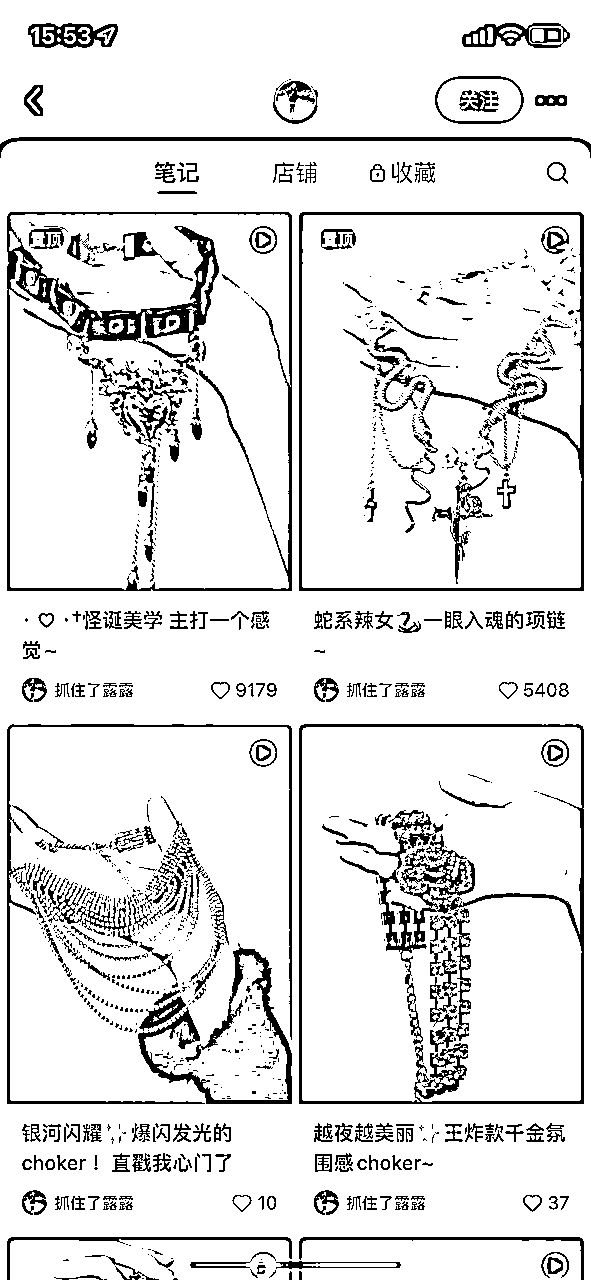 15:53
关注
笔记 店铺 收藏
置顶
置顶
· ♡ ·†怪诞美学 主打一个感
觉~
抓住了露露 9179
蛇系辣女🐍一眼入魂的项链
~
抓住了露露 5408
银河闪耀✨爆闪发光的
choker！直戳我心门了
抓住了露露 10
越夜越美丽✨王炸款千金氛
围感choker~
抓住了露露 37